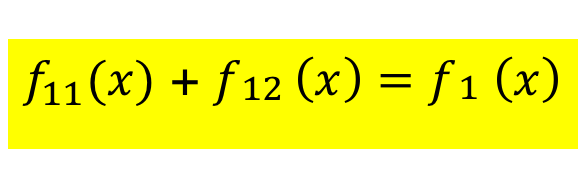 f₁₁(x) + f₁₂ (x) = f₁ (x)